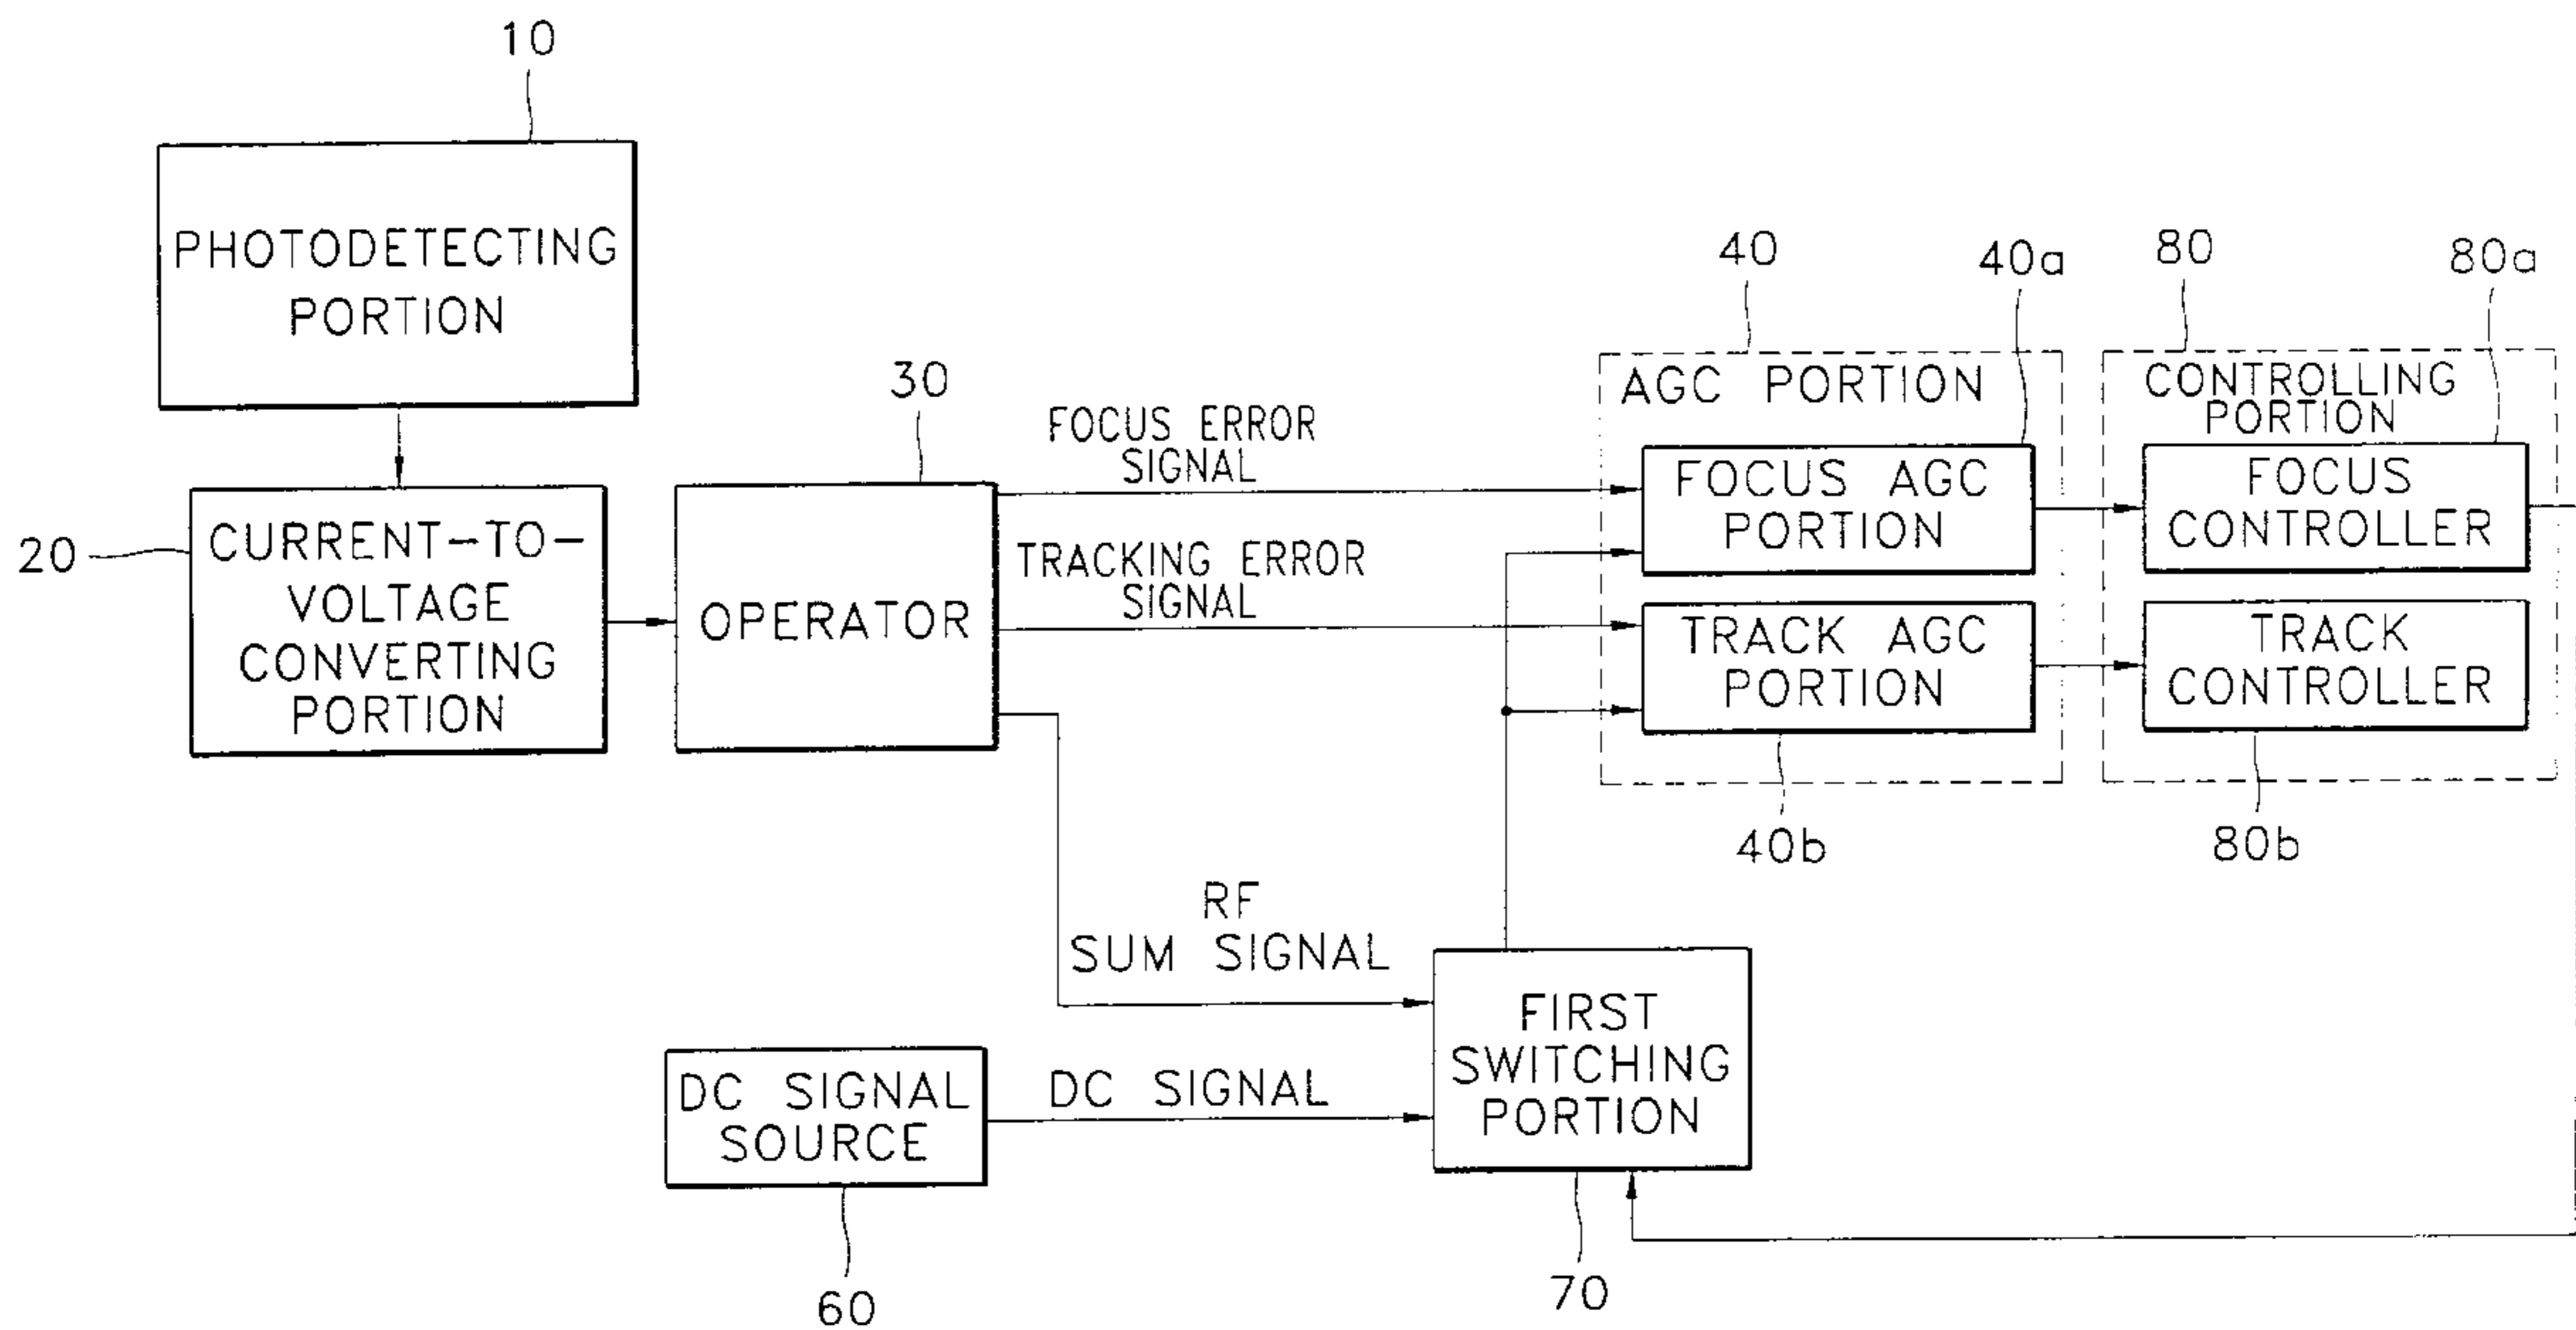 10
PHOTODETECTING
PORTION
20
CURRENT-TO-
VOLTAGE
CONVERTING
PORTION
30
OPERATOR
FOCUS ERROR
SIGNAL
TRACKING ERROR
SIGNAL
RF
SUM SIGNAL
DC SIGNAL
SOURCE
60
DC SIGNAL
FIRST
SWITCHING
PORTION
70
40
40a
AGC PORTION
FOCUS AGC
PORTION
TRACK AGC
PORTION
40b
80
80a
CONTROLLING
PORTION
FOCUS
CONTROLLER
TRACK
CONTROLLER
80b